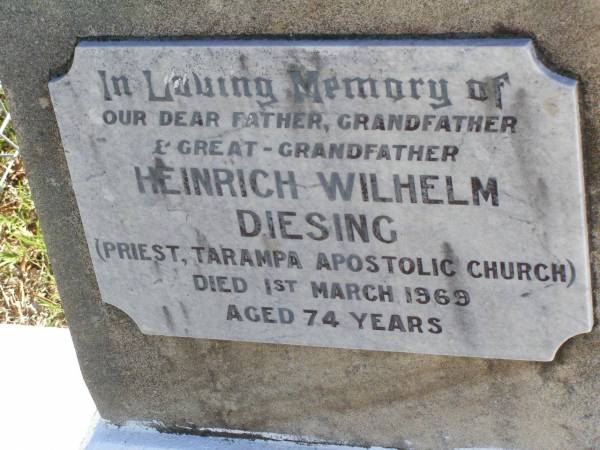 In Loving Memory of
OUR DEAR FATHER, GRANDFATHER
& GREAT-GRANDFATHER
HEINRICH WILHELM
DIESING
(PRIEST, TARAMPA APOSTOLIC CHURCH)
DIED 1ST MARCH 1969
AGED 74 YEARS